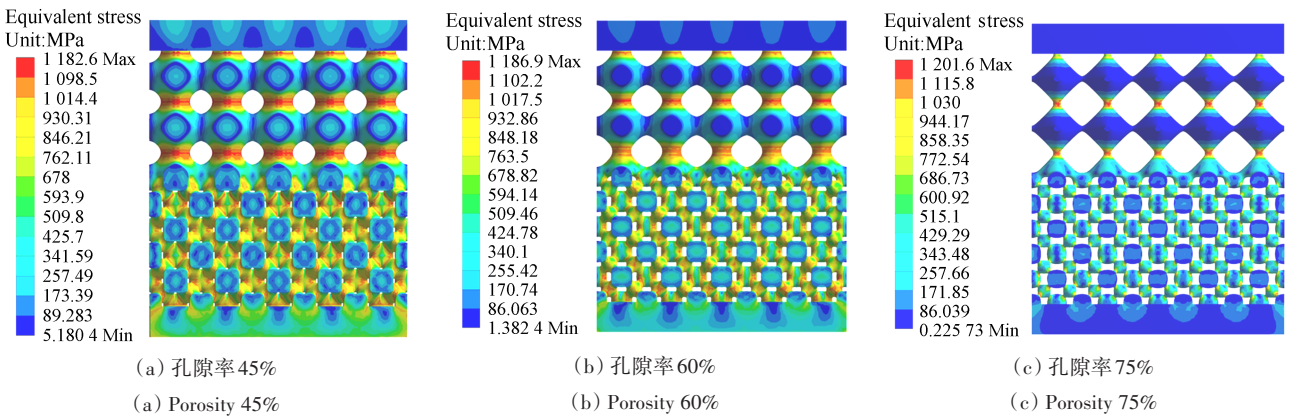 Equivalent stress
Unit:MPa
1 182.6 Max
1 098.5
1 014.4
930.31
846.21
762.11
678
593.9
509.8
425.7
341.59
257.49
173.39
89.283
5.180 4 Min
(a) 孔隙率45%
(a) Porosity 45%
Equivalent stress
Unit:MPa
1 186.9 Max
1 102.2
1 017.5
932.86
848.18
763.5
678.82
594.14
509.46
424.78
340.1
255.42
170.74
86.063
1.382 4 Min
(b) 孔隙率60%
(b) Porosity 60%
Equivalent stress
Unit:MPa
1 201.6 Max
1 115.8
1 030
944.17
858.35
772.54
686.73
600.92
515.1
429.29
343.48
257.66
171.85
86.039
0.225 73 Min
(c) 孔隙率75%
(c) Porosity 75%